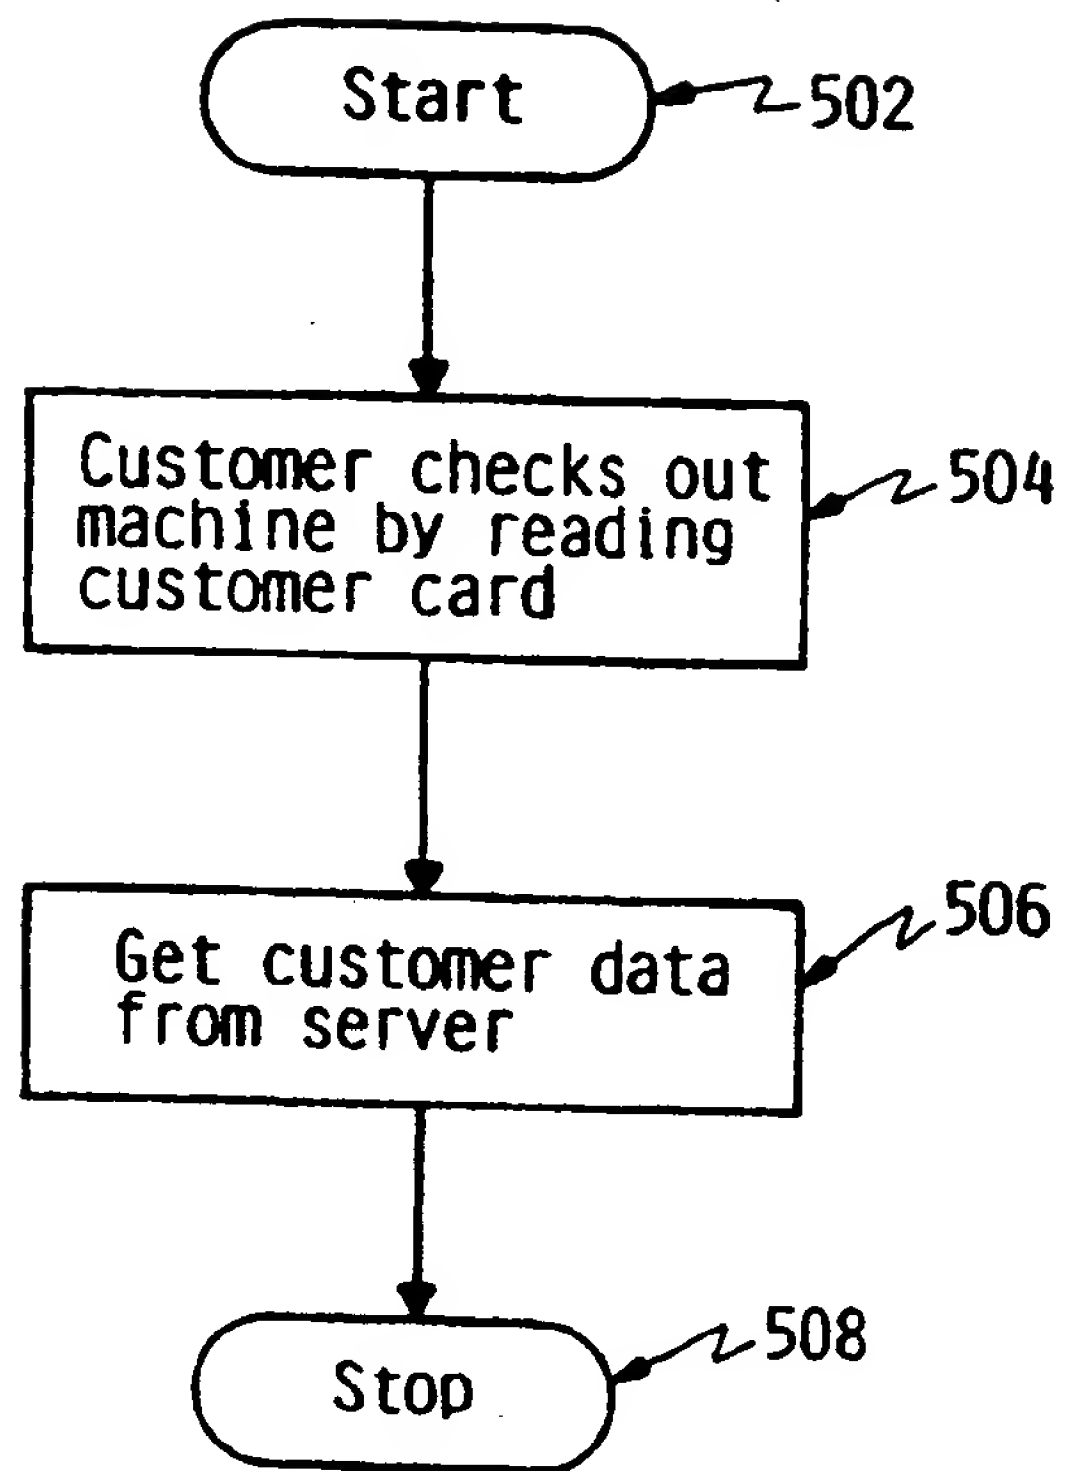 Start
502
Customer checks out
machine by reading
customer card
504
Get customer data
from server
506
Stop
508